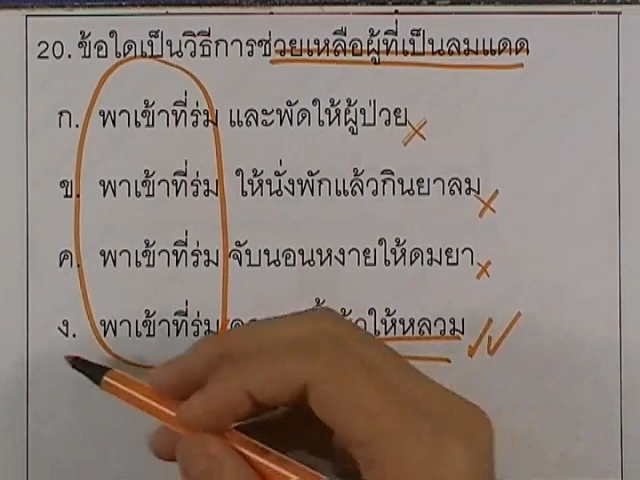 20. ข้อใดเป็นวิธีการช่วยเหลือผู้ที่เป็นลมแดด
ก. พาเข้าที่ร่ม และพัดให้ผู้ป่วย
ข. พาเข้าที่ร่ม ให้นั่งพักแล้วกินยาลม
ค. พาเข้าที่ร่ม จับนอนหงายให้ดมยา
ง. พาเข้าที่ร่ม ให้หลวม